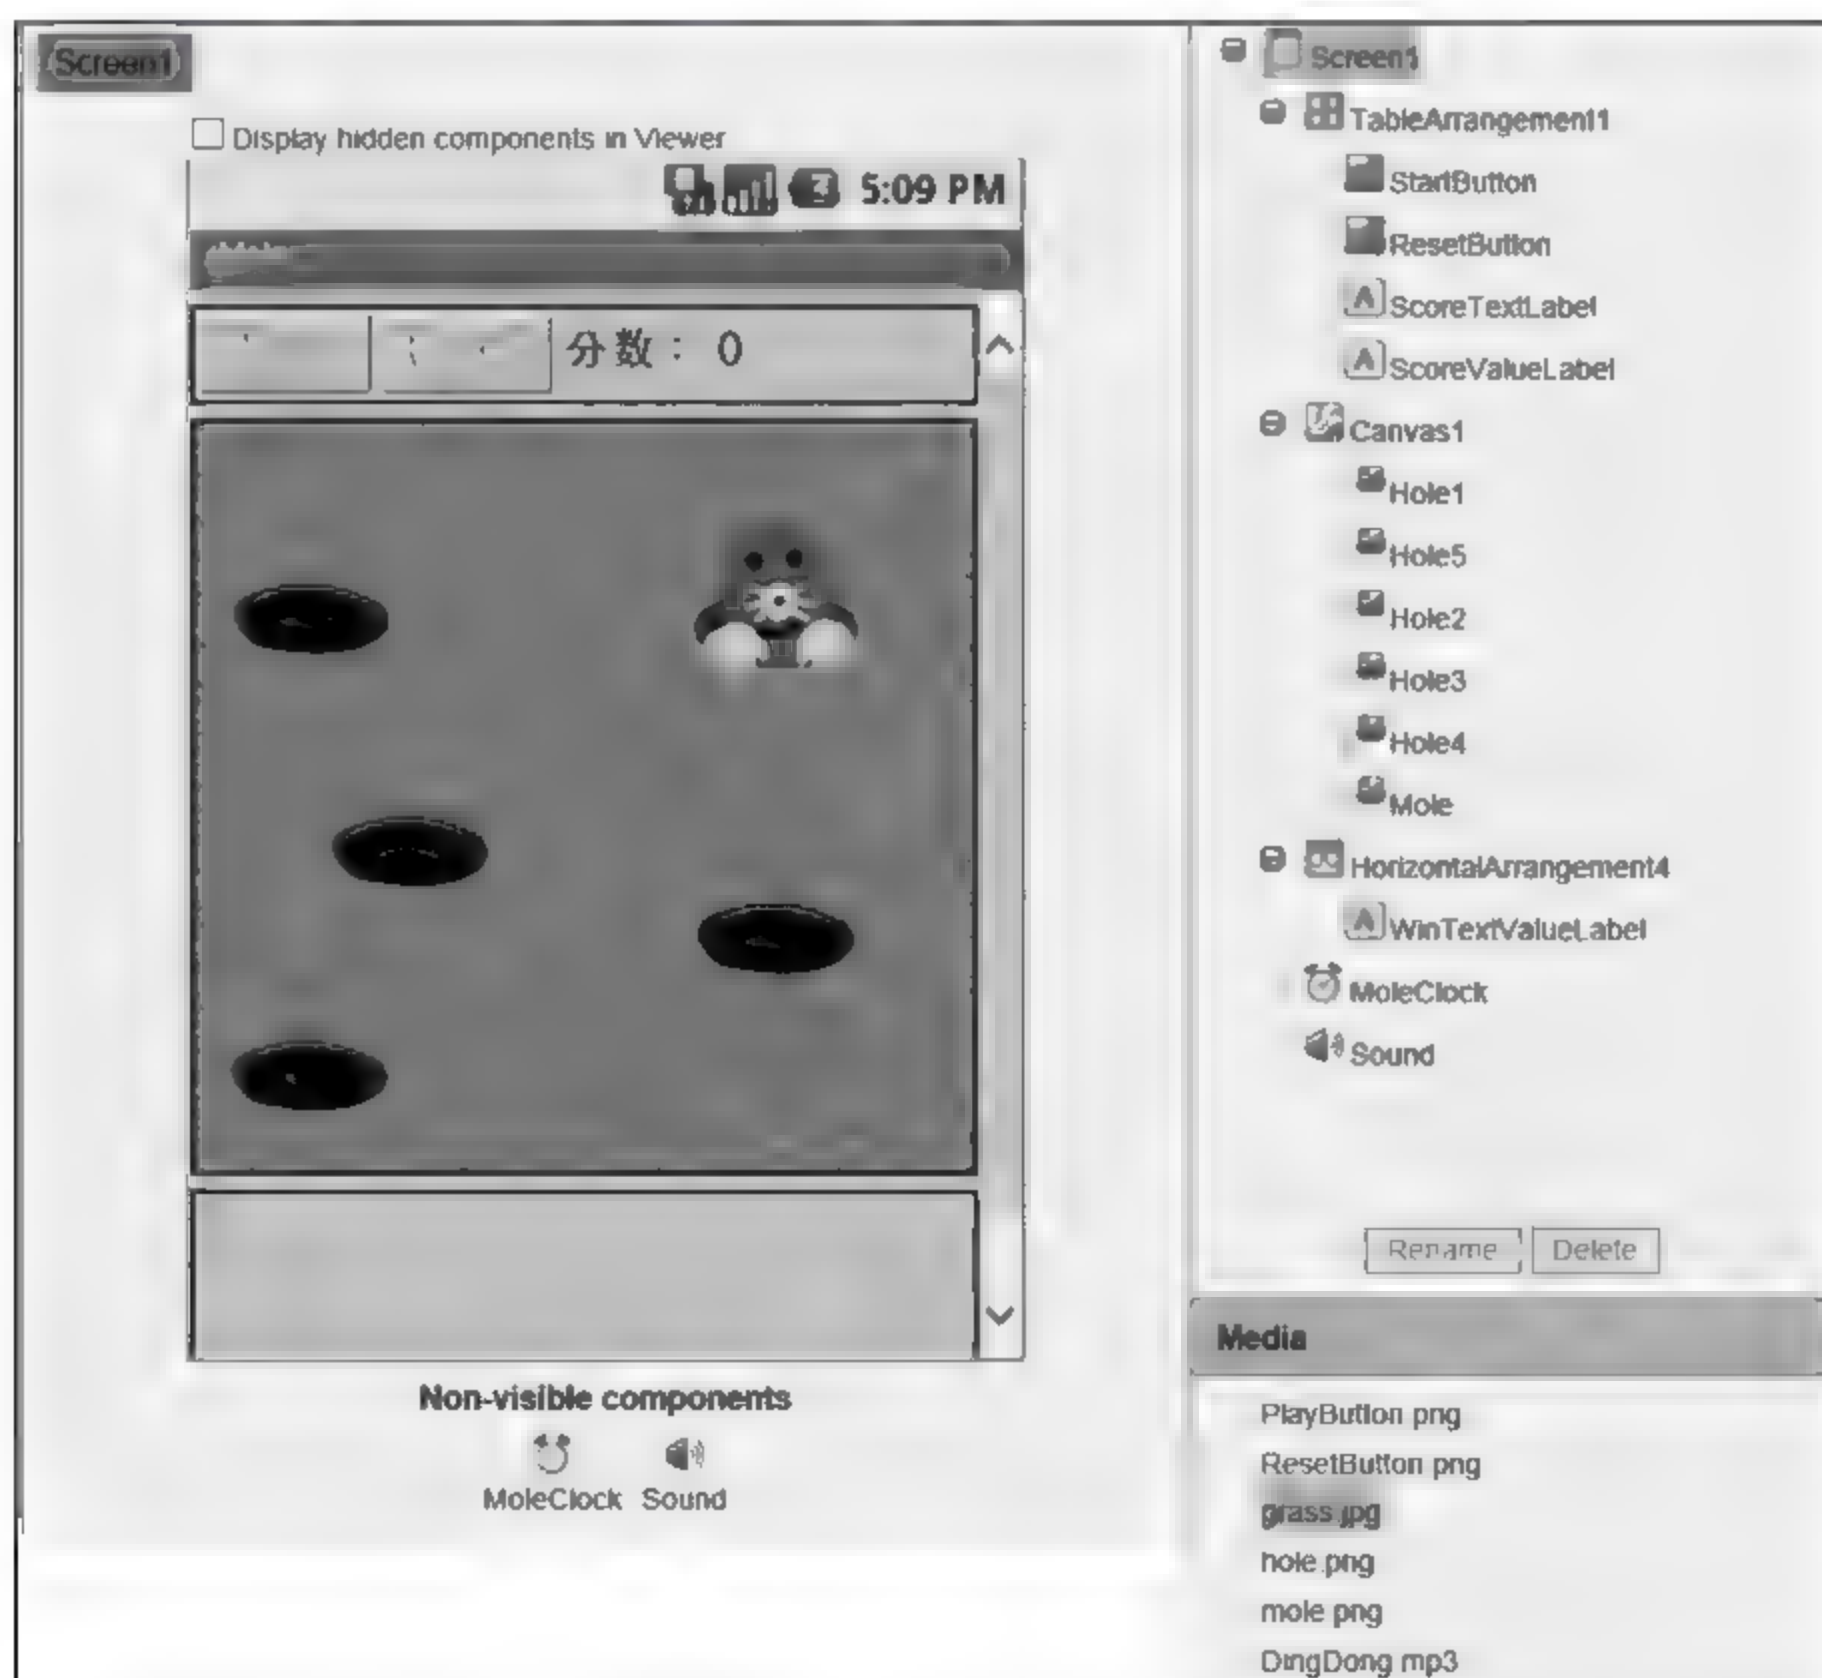 Screen1
Display hidden components in Viewer
5:09 PM
分数： 0
Non-visible components
MoleClock Sound
Screen1
TableArrangement1
StartButton
ResetButton
ScoreTextLabel
ScoreValueLabel
Canvas1
Hole1
Hole5
Hole2
Hole3
Hole4
Mole
HorizontalArrangement4
WinTextValueLabel
MoleClock
Sound
Rename Delete
Media
PlayButton png
ResetButton png
grass.jpg
hole.png
mole png
DingDong mp3